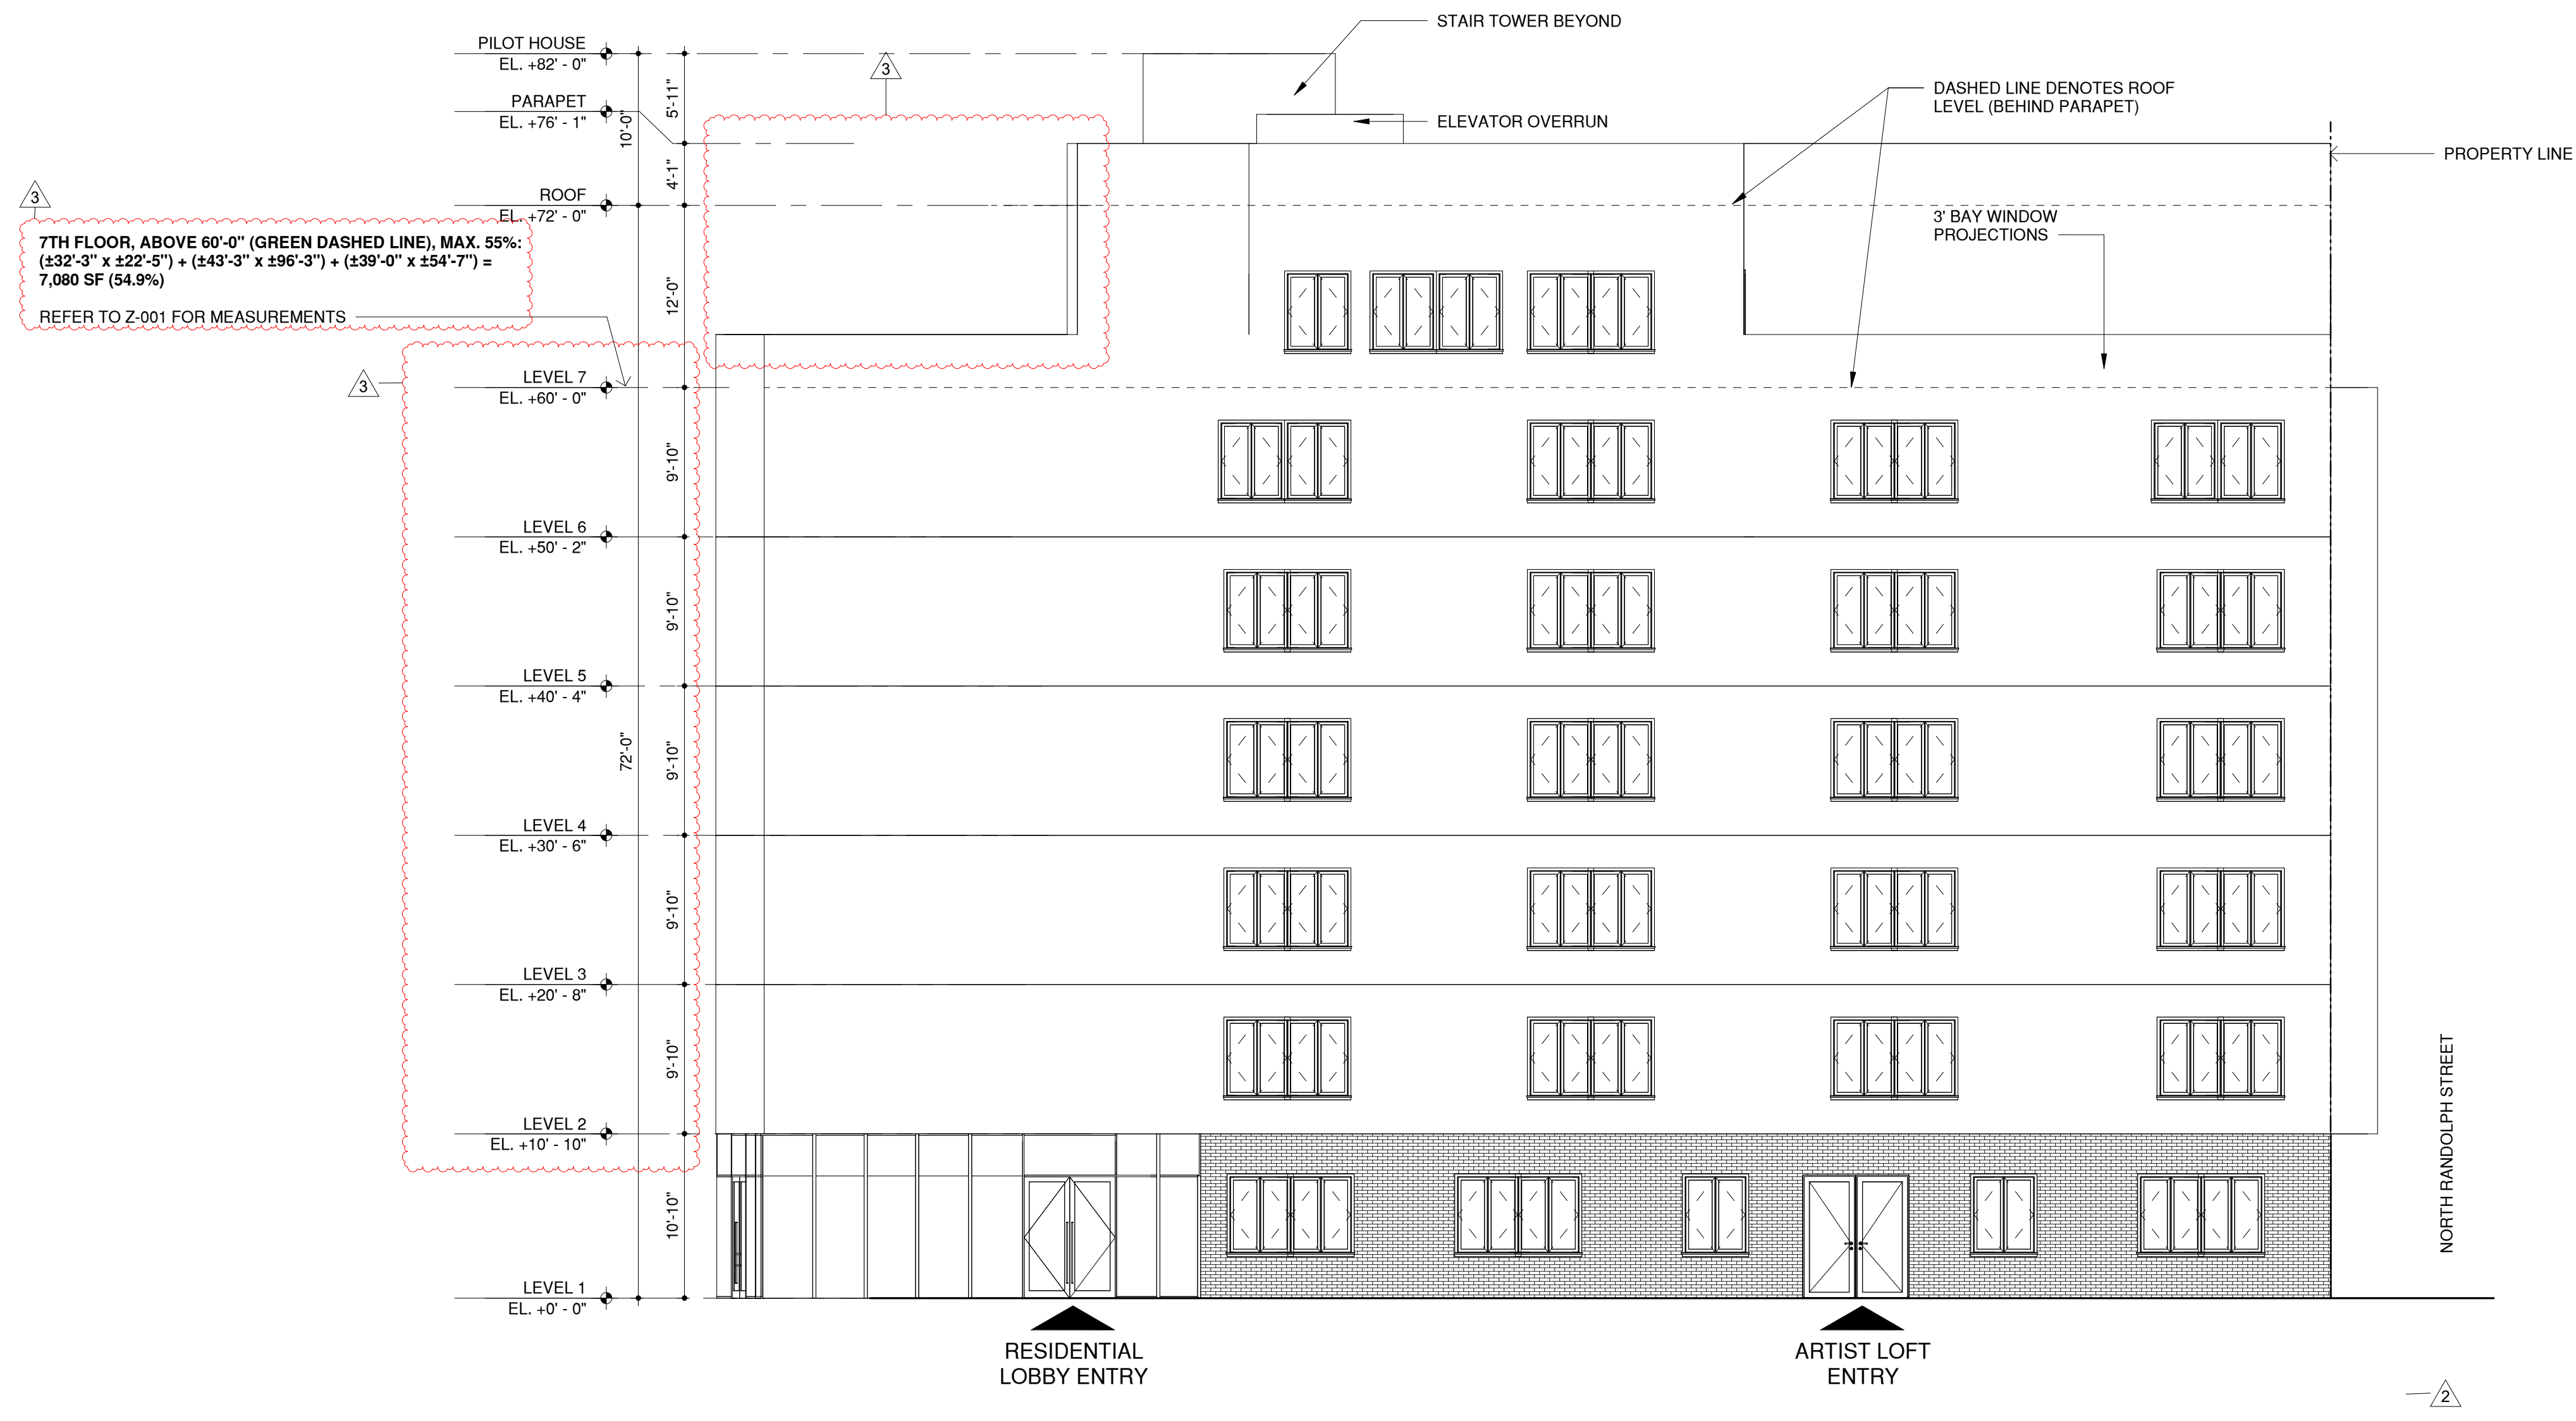 STAIR TOWER BEYOND
PILOT HOUSE
EL. +82' - 0"
3
5'-11"
DASHED LINE DENOTES ROOF
LEVEL (BEHIND PARAPET)
PARAPET
EL. +76' - 1"
10'-0"
ELEVATOR OVERRUN
PROPERTY LINE
4'-1"
ROOF
EL. +72' - 0"
3
3' BAY WINDOW
PROJECTIONS
7TH FLOOR, ABOVE 60'-0" (GREEN DASHED LINE), MAX. 55%:
(±32'-3" x ±22'-5") + (±43'-3" x ±96'-3") + (±39'-0" x ±54'-7") =
7,080 SF (54.9%)
REFER TO Z-001 FOR MEASUREMENTS
12'-0"
3
LEVEL 7
EL. +60' - 0"
9'-10"
LEVEL 6
EL. +50' - 2"
9'-10"
LEVEL 5
EL. +40' - 4"
72'-0"
9'-10"
LEVEL 4
EL. +30' - 6"
9'-10"
LEVEL 3
EL. +20' - 8"
9'-10"
LEVEL 2
EL. +10' - 10"
10'-10"
NORTH RANDOLPH STREET
LEVEL 1
EL. +0' - 0"
RESIDENTIAL
LOBBY ENTRY
ARTIST LOFT
ENTRY
2